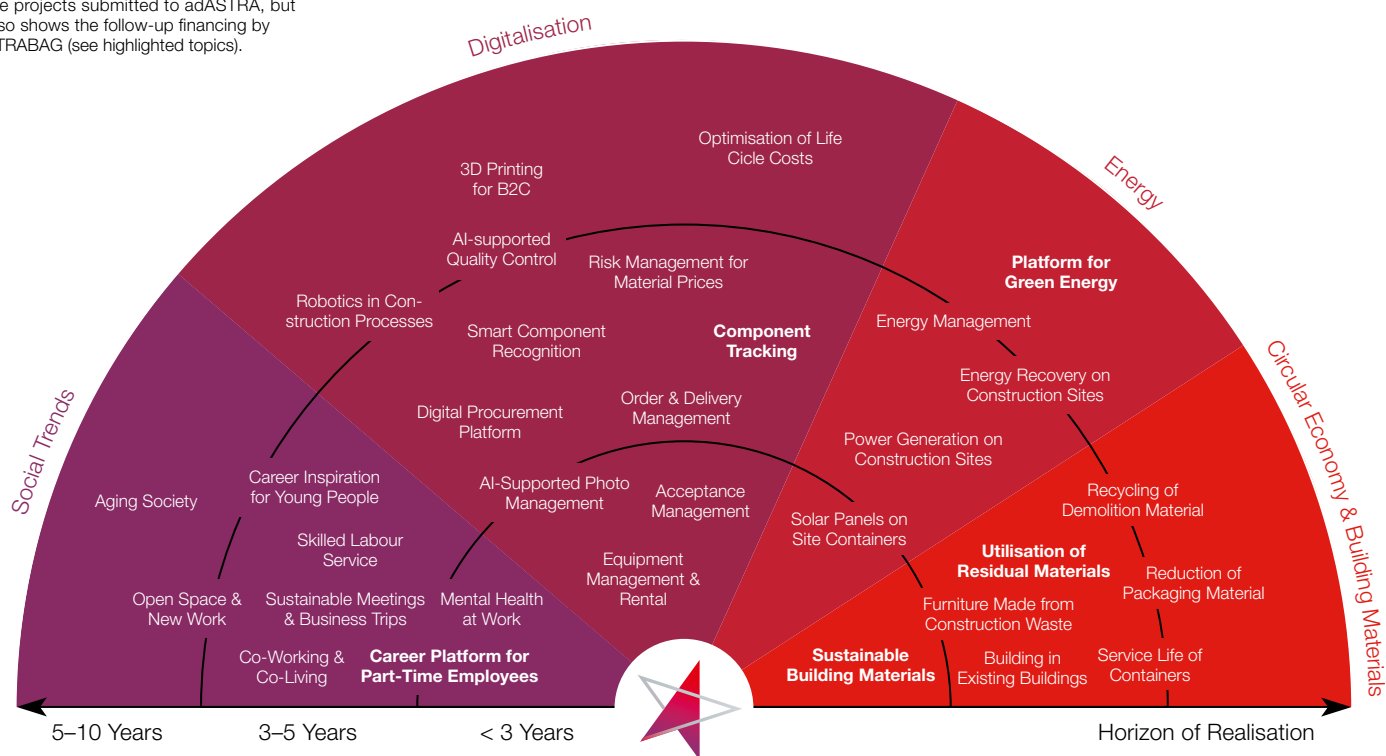 e projects submitted to adASTRA, but
so shows the follow-up financing by
TRABAG (see highlighted topics).
Digitalisation
Energy
Circular Economy & Building Materials
Social Trends
Optimisation of Life
Cicle Costs
3D Printing
for B2C
AI-supported
Quality Control
Risk Management for
Material Prices
Robotics in Con-
struction Processes
Smart Component
Recognition
Component
Tracking
Digital Procurement
Platform
Order & Delivery
Management
AI-Supported Photo
Management
Acceptance
Management
Equipment
Management &
Rental
Platform for
Green Energy
Energy Management
Energy Recovery on
Construction Sites
Power Generation on
Construction Sites
Solar Panels on
Site Containers
Recycling of
Demolition Material
Utilisation of
Residual Materials
Reduction of
Packaging Material
Furniture Made from
Construction Waste
Sustainable
Building Materials
Building in
Existing Buildings
Service Life of
Containers
Aging Society
Career Inspiration
for Young People
Skilled Labour
Service
Open Space &
New Work
Sustainable Meetings
& Business Trips
Mental Health
at Work
Co-Working &
Co-Living
Career Platform for
Part-Time Employees
5–10 Years
3–5 Years
< 3 Years
Horizon of Realisation